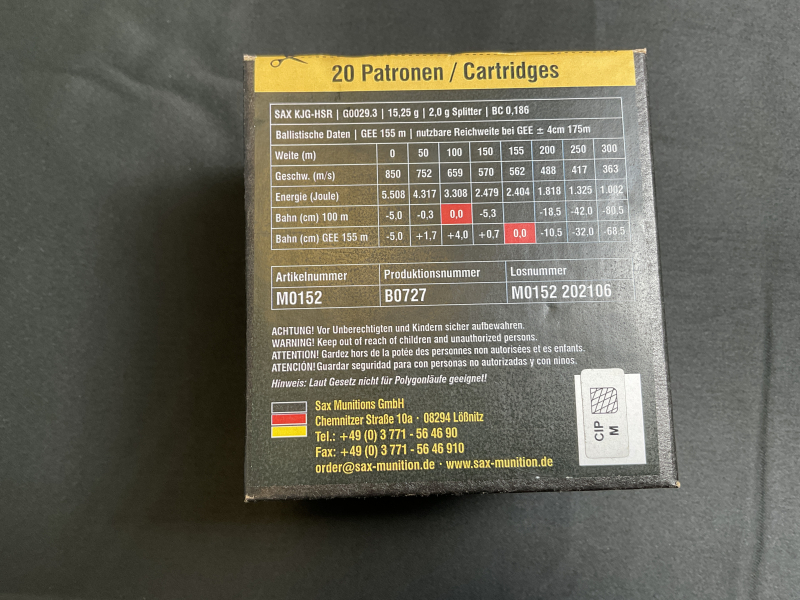 20 Patronen / Cartridges
SAX KJG-HSR | G0029.3 | 15,25 g | 2,0 g Splitter | BC 0,186
Ballistische Daten | GEE 155 m | nutzbare Reichweite bei GEE ± 4cm 175m
Weite (m) 0 50 100 150 155 200 250 300
Geschw. (m/s) 850 752 659 570 562 488 417 363
Energie (Joule) 5.508 4.317 3.308 2.479 2.404 1.818 1.325 1.002
Bahn (cm) 100 m -5,0 -0,3 0,0 -5,3 -18,5 -42.0 -80,5
Bahn (cm) GEE 155 m -5,0 +1,7 +4,0 +0,7 0,0 -10,5 -32,0 -68,5
Artikelnummer Produktionsnummer Losnummer
M0152 B0727 M0152 202106
ACHTUNG! Vor Unberechtigten und Kindern sicher aufbewahren.
WARNING! Keep out of reach of children and unauthorized persons.
ATTENTION! Gardez hors de la potée des personnes non autorisées et es enfants.
ATENCIÓN! Guardar seguridad para con personas no autorizadas y con ninos.
Hinweis: Laut Gesetz nicht für Polygonläufe geeignet!
Sax Munitions GmbH
Chemnitzer Straße 10a · 08294 Lößnitz
Tel.: +49 (0) 3 771 - 56 46 90
Fax: +49 (0) 3 771 - 56 46 910
order@sax-munition.de · www.sax-munition.de
CIP
M